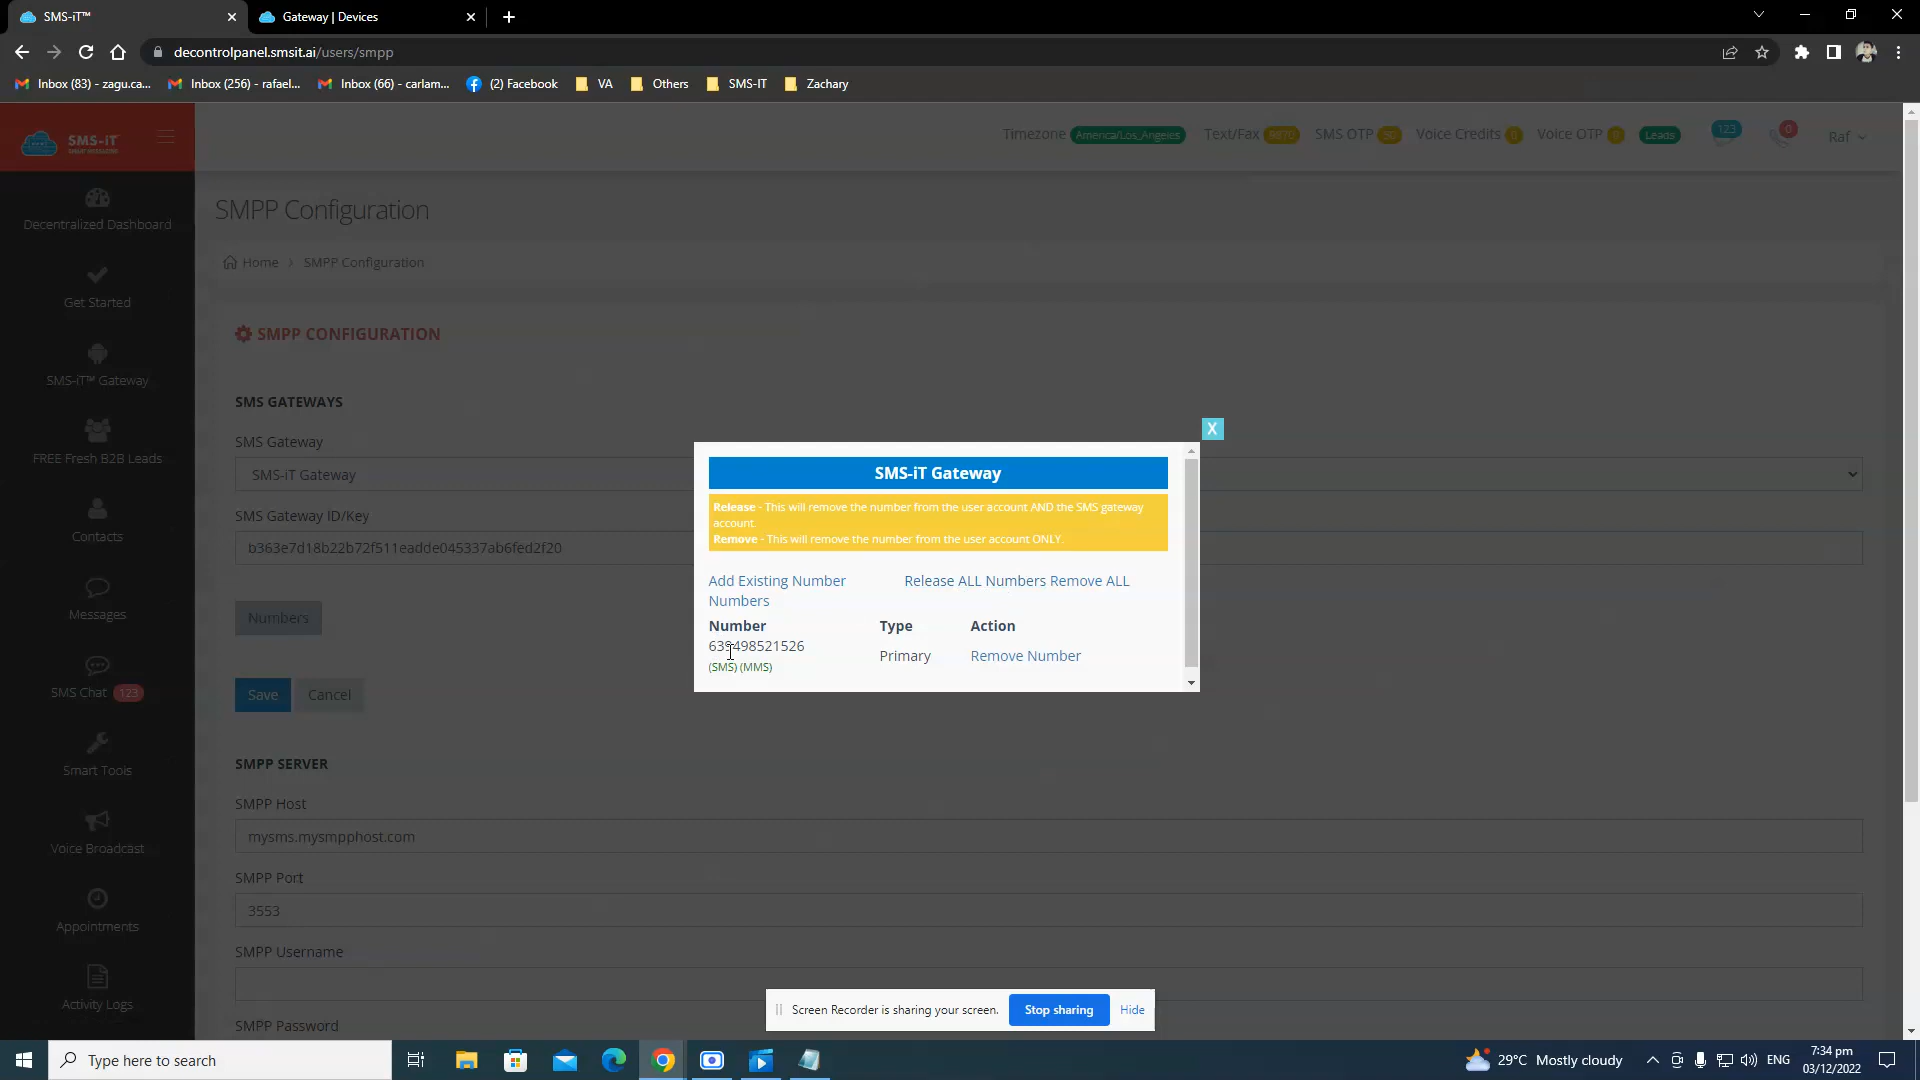 SMS-iT™
Gateway | Devices
decontrolpanel.smsit.ai/users/smpp
Inbox (83) - zagu.ca...
Inbox (256) - rafael...
Inbox (66) - carlam...
(2) Facebook
VA
Others
SMS-IT
Zachary
SMS-iT
Timezone America/Los_Angeles
Text/Fax 9870
SMS OTP 50
Voice Credits 0
Voice OTP 0
Leads
123
0
Raf
Decentralized Dashboard
Get Started
SMS-iT™ Gateway
FREE Fresh B2B Leads
Contacts
Messages
SMS Chat 123
Smart Tools
Voice Broadcast
Appointments
Activity Logs
SMPP Configuration
Home > SMPP Configuration
SMPP CONFIGURATION
SMS GATEWAYS
SMS Gateway
SMS-iT Gateway
SMS Gateway ID/Key
b363e7d18b22b72f511eadde045337ab6fed2f20
Numbers
Save
Cancel
SMPP SERVER
SMPP Host
mysms.mysmpphost.com
SMPP Port
3553
SMPP Username
SMPP Password
X
SMS-iT Gateway
Release - This will remove the number from the user account AND the SMS gateway
account.
Remove - This will remove the number from the user account ONLY.
Add Existing Number Release ALL Numbers Remove ALL
Numbers
Number Type Action
639498521526
(SMS) (MMS)
Primary Remove Number
Screen Recorder is sharing your screen.
Stop sharing
Hide
Type here to search
29°C Mostly cloudy
ENG
7:34 pm
03/12/2022